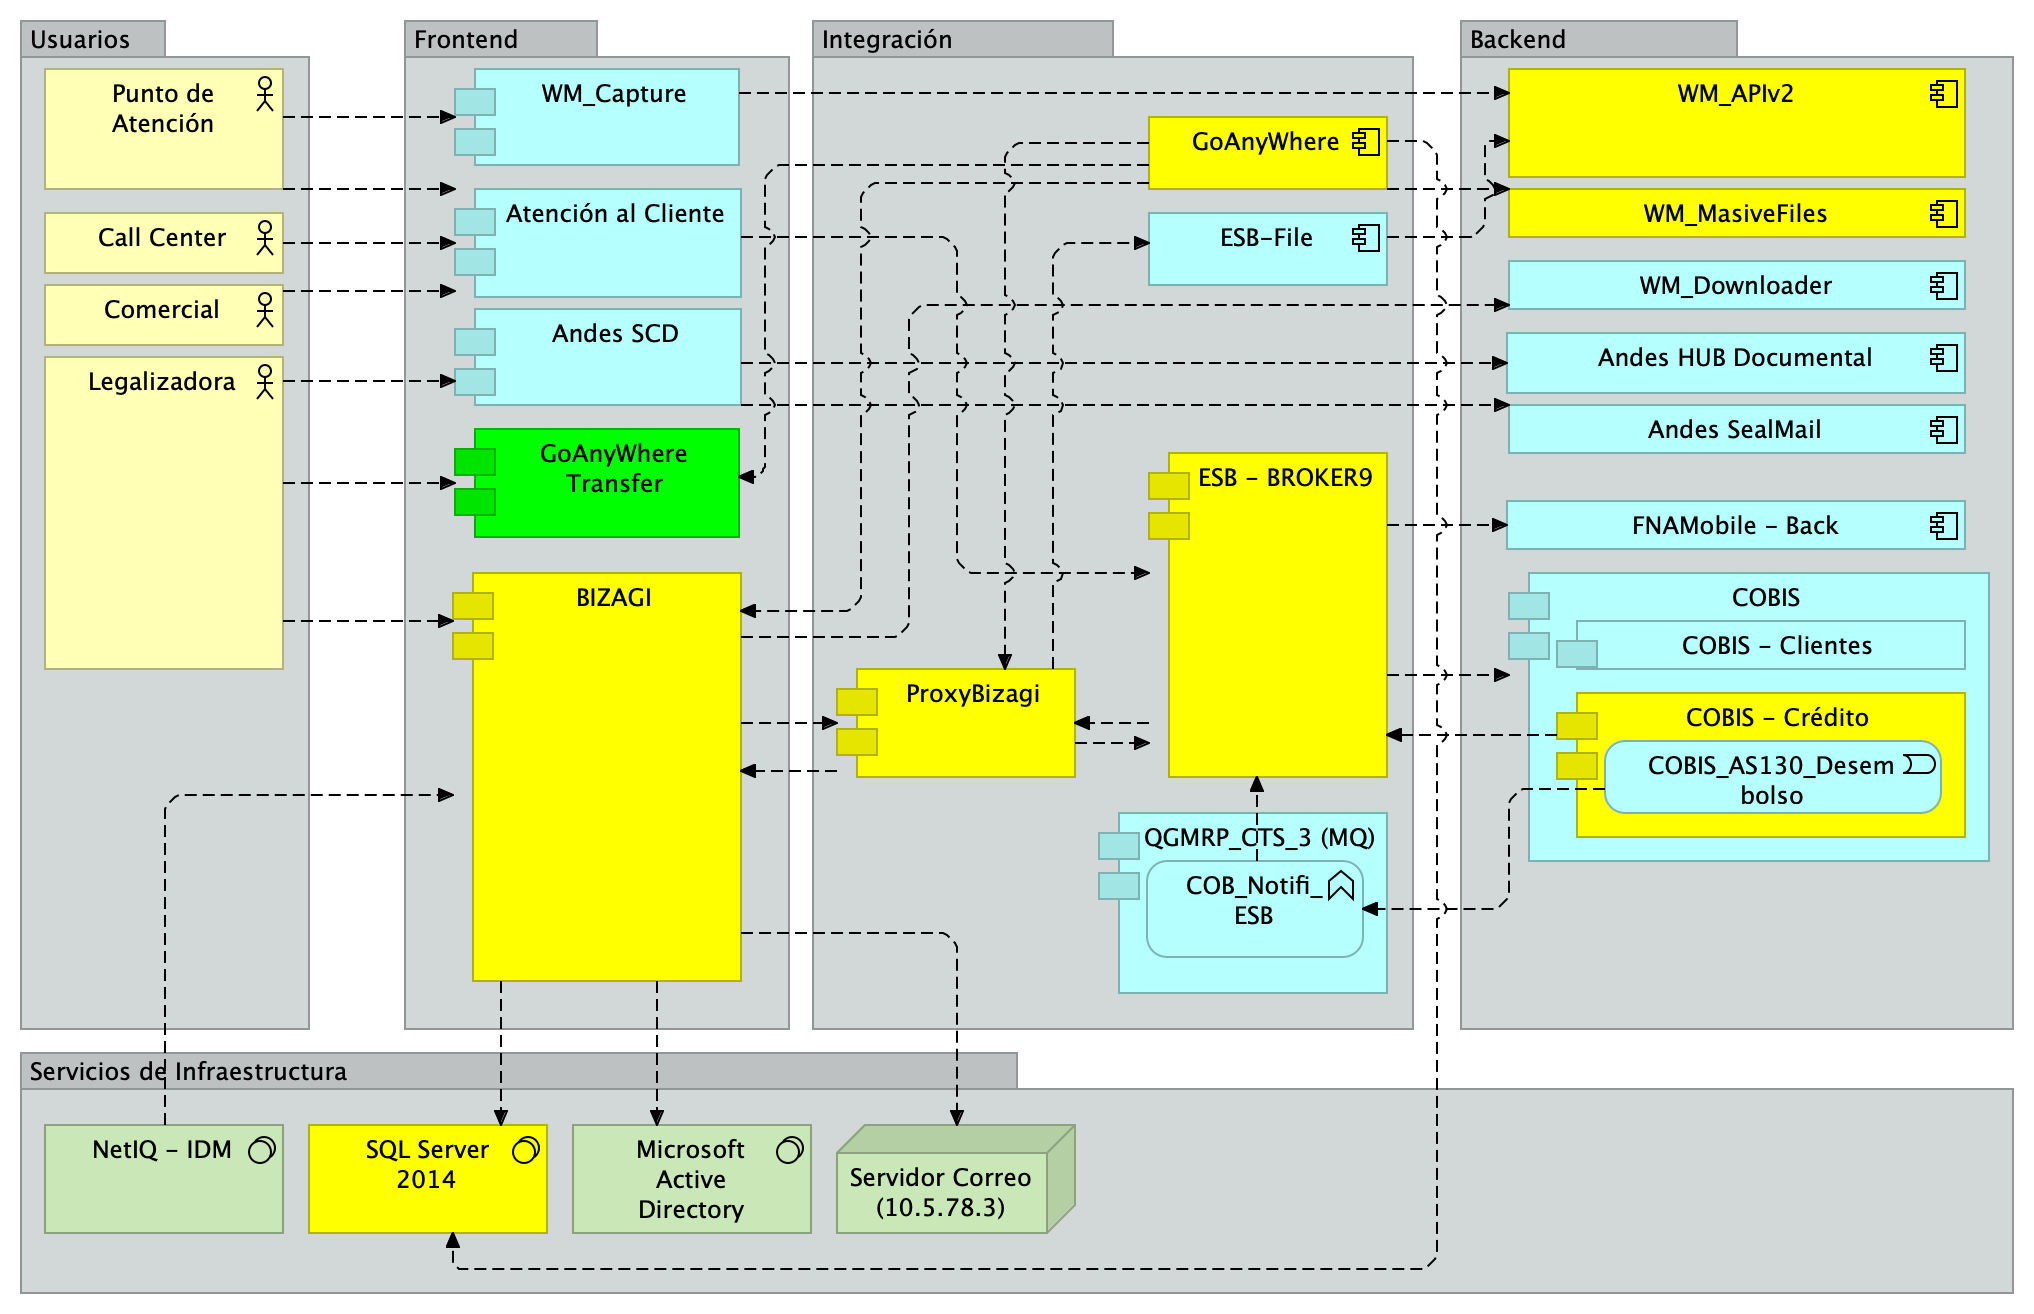 Usuarios
Punto de
Atención
Call Center
Comercial
Legalizadora
Frontend
WM_Capture
Atención al Cliente
Andes SCD
GoAnyWhere
Transfer
BIZAGI
Integración
GoAnyWhere
ESB-File
ESB - BROKER9
ProxyBizagi
QGMRP_CTS_3 (MQ)
COB_Notifi_
ESB
Backend
WM_APIv2
WM_MasiveFiles
WM_Downloader
Andes HUB Documental
Andes SealMail
FNAMobile - Back
COBIS
COBIS - Clientes
COBIS - Crédito
COBIS_AS130_Desem
bolso
Servicios de Infraestructura
NetIQ - IDM
SQL Server
2014
Microsoft
Active
Directory
Servidor Correo
(10.5.78.3)